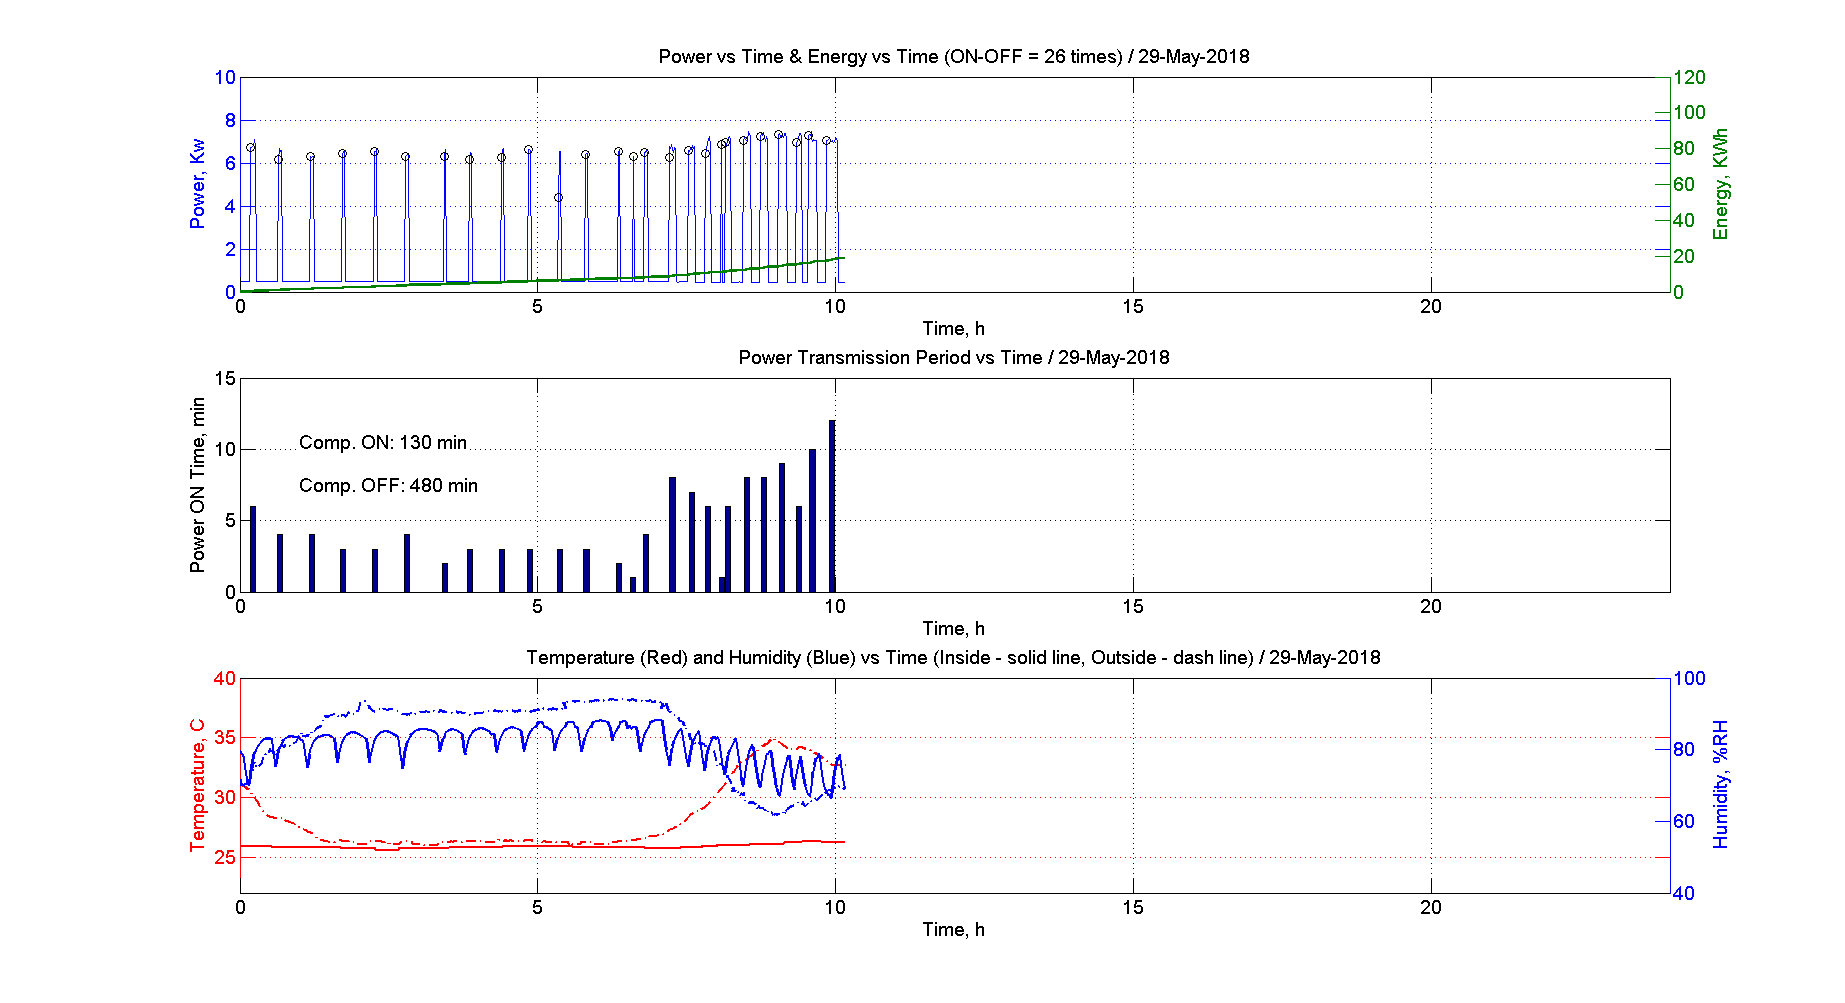 Power vs Time & Energy vs Time (ON-OFF = 26 times) / 29-May-2018
10
8
6
4
2
0
Power, Kw
120
100
80
60
40
20
0
Energy, KWh
0 5 10 15 20
Time, h
Power Transmission Period vs Time / 29-May-2018
15
10
5
0
Power ON Time, min
Comp. ON: 130 min
Comp. OFF: 480 min
0 5 10 15 20
Time, h
Temperature (Red) and Humidity (Blue) vs Time (Inside - solid line, Outside - dash line) / 29-May-2018
40
35
30
25
Temperature, C
100
80
60
40
Humidity, %RH
0 5 10 15 20
Time, h